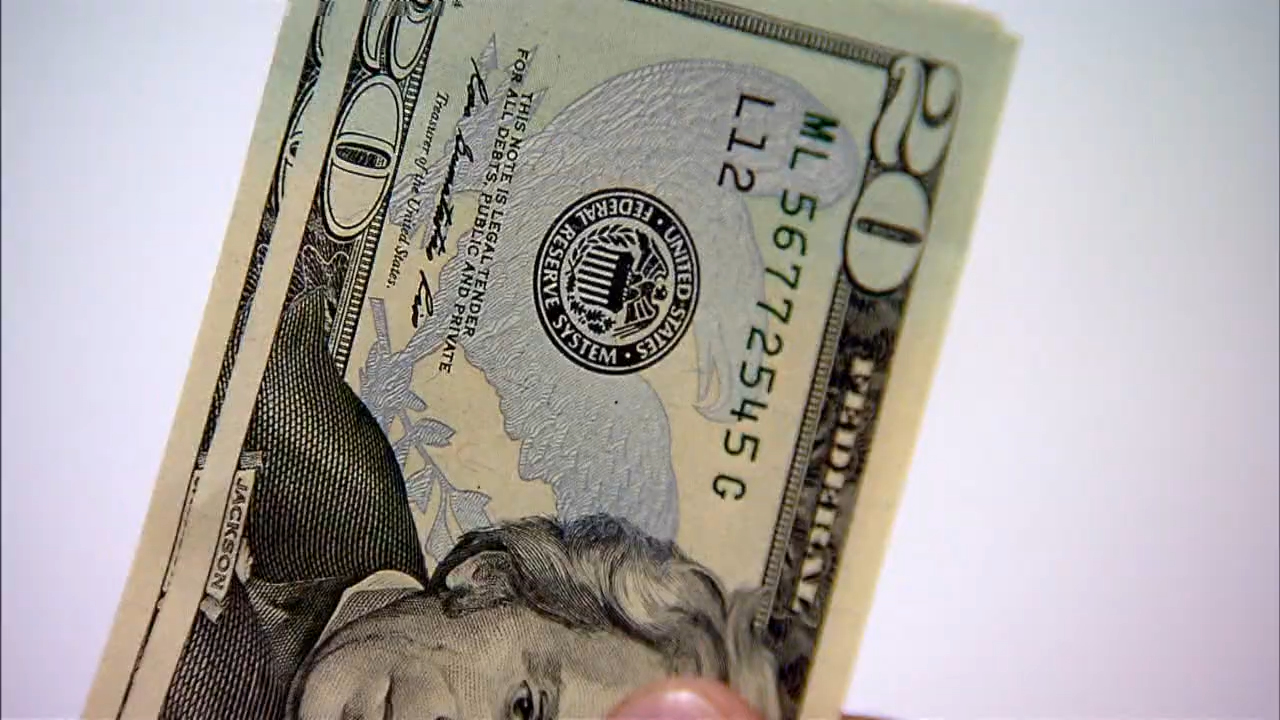 20
FEDERAL
ML 56772545 G
L12
UNITED STATES
FEDERAL RESERVE SYSTEM
THIS NOTE IS LEGAL TENDER
FOR ALL DEBTS, PUBLIC AND PRIVATE
Treasurer of the United States.
20
JACKSON